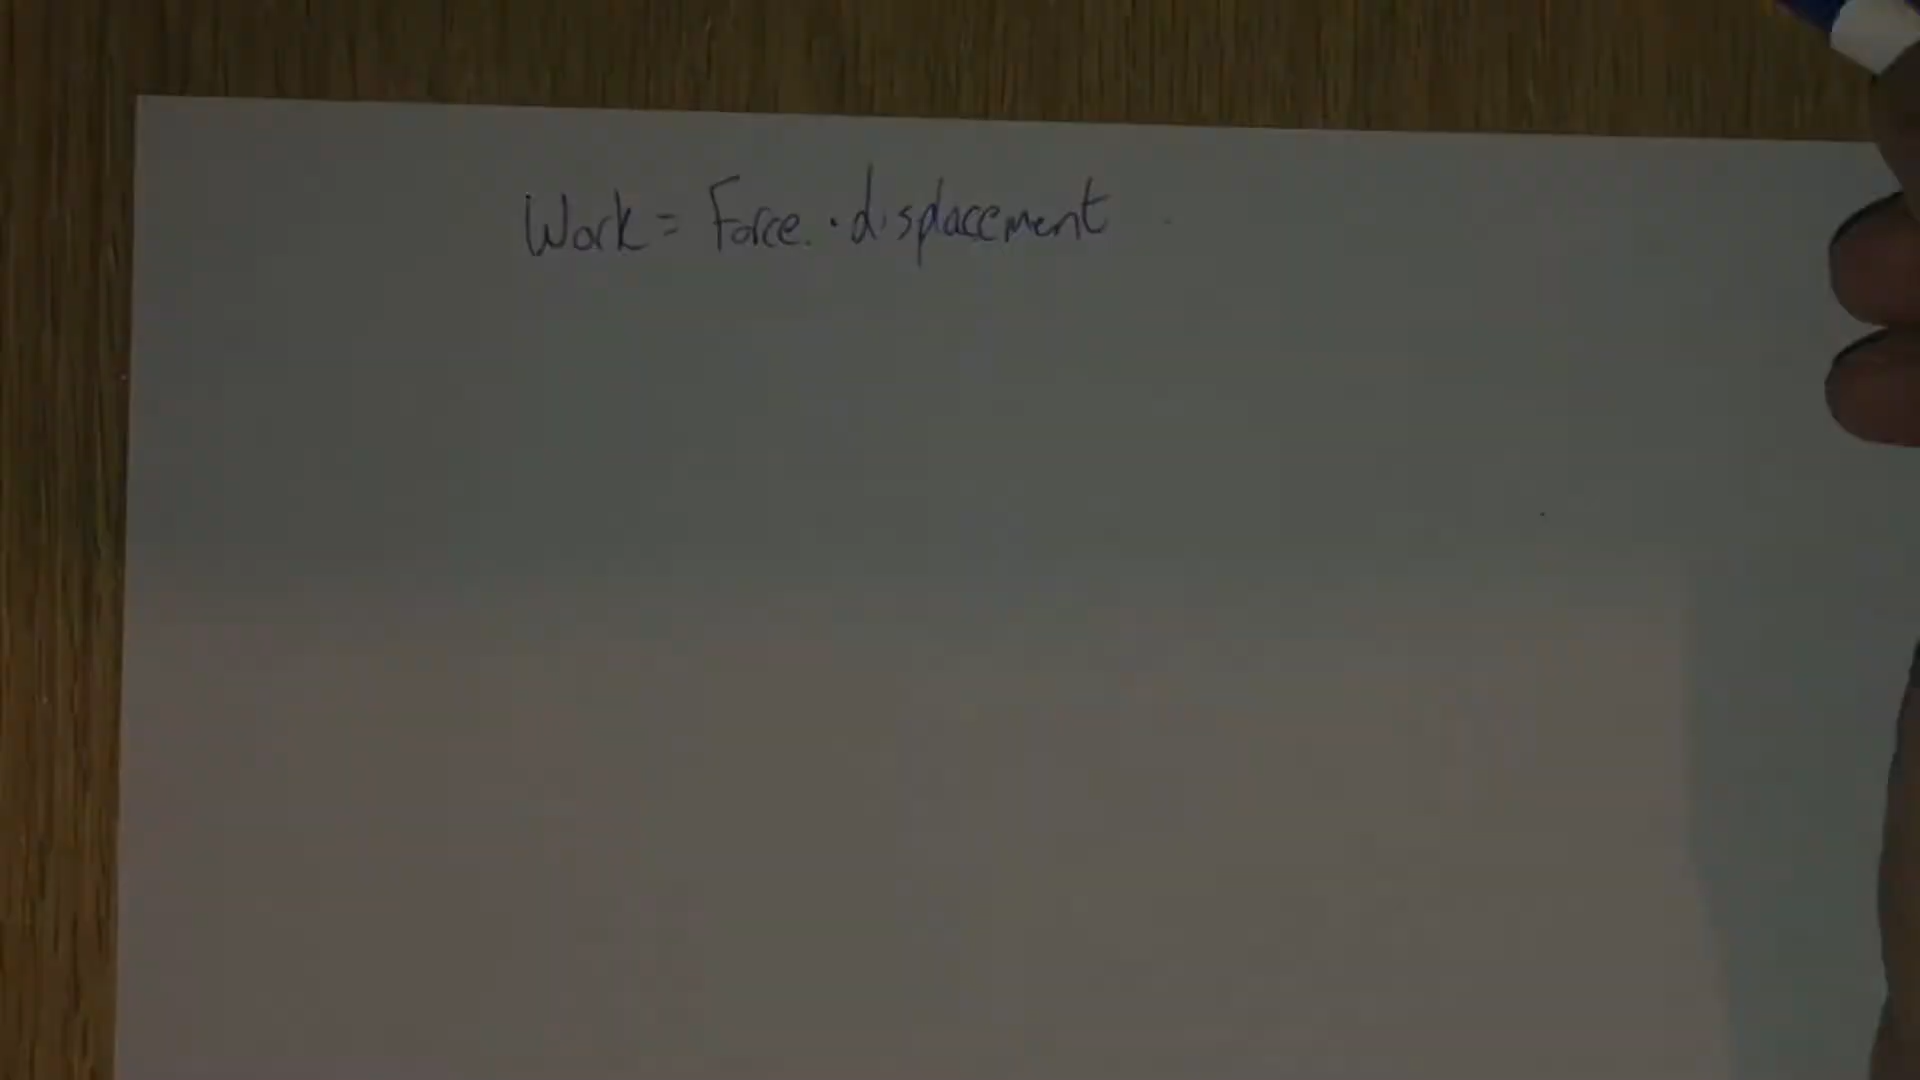 Work = Force . displacement